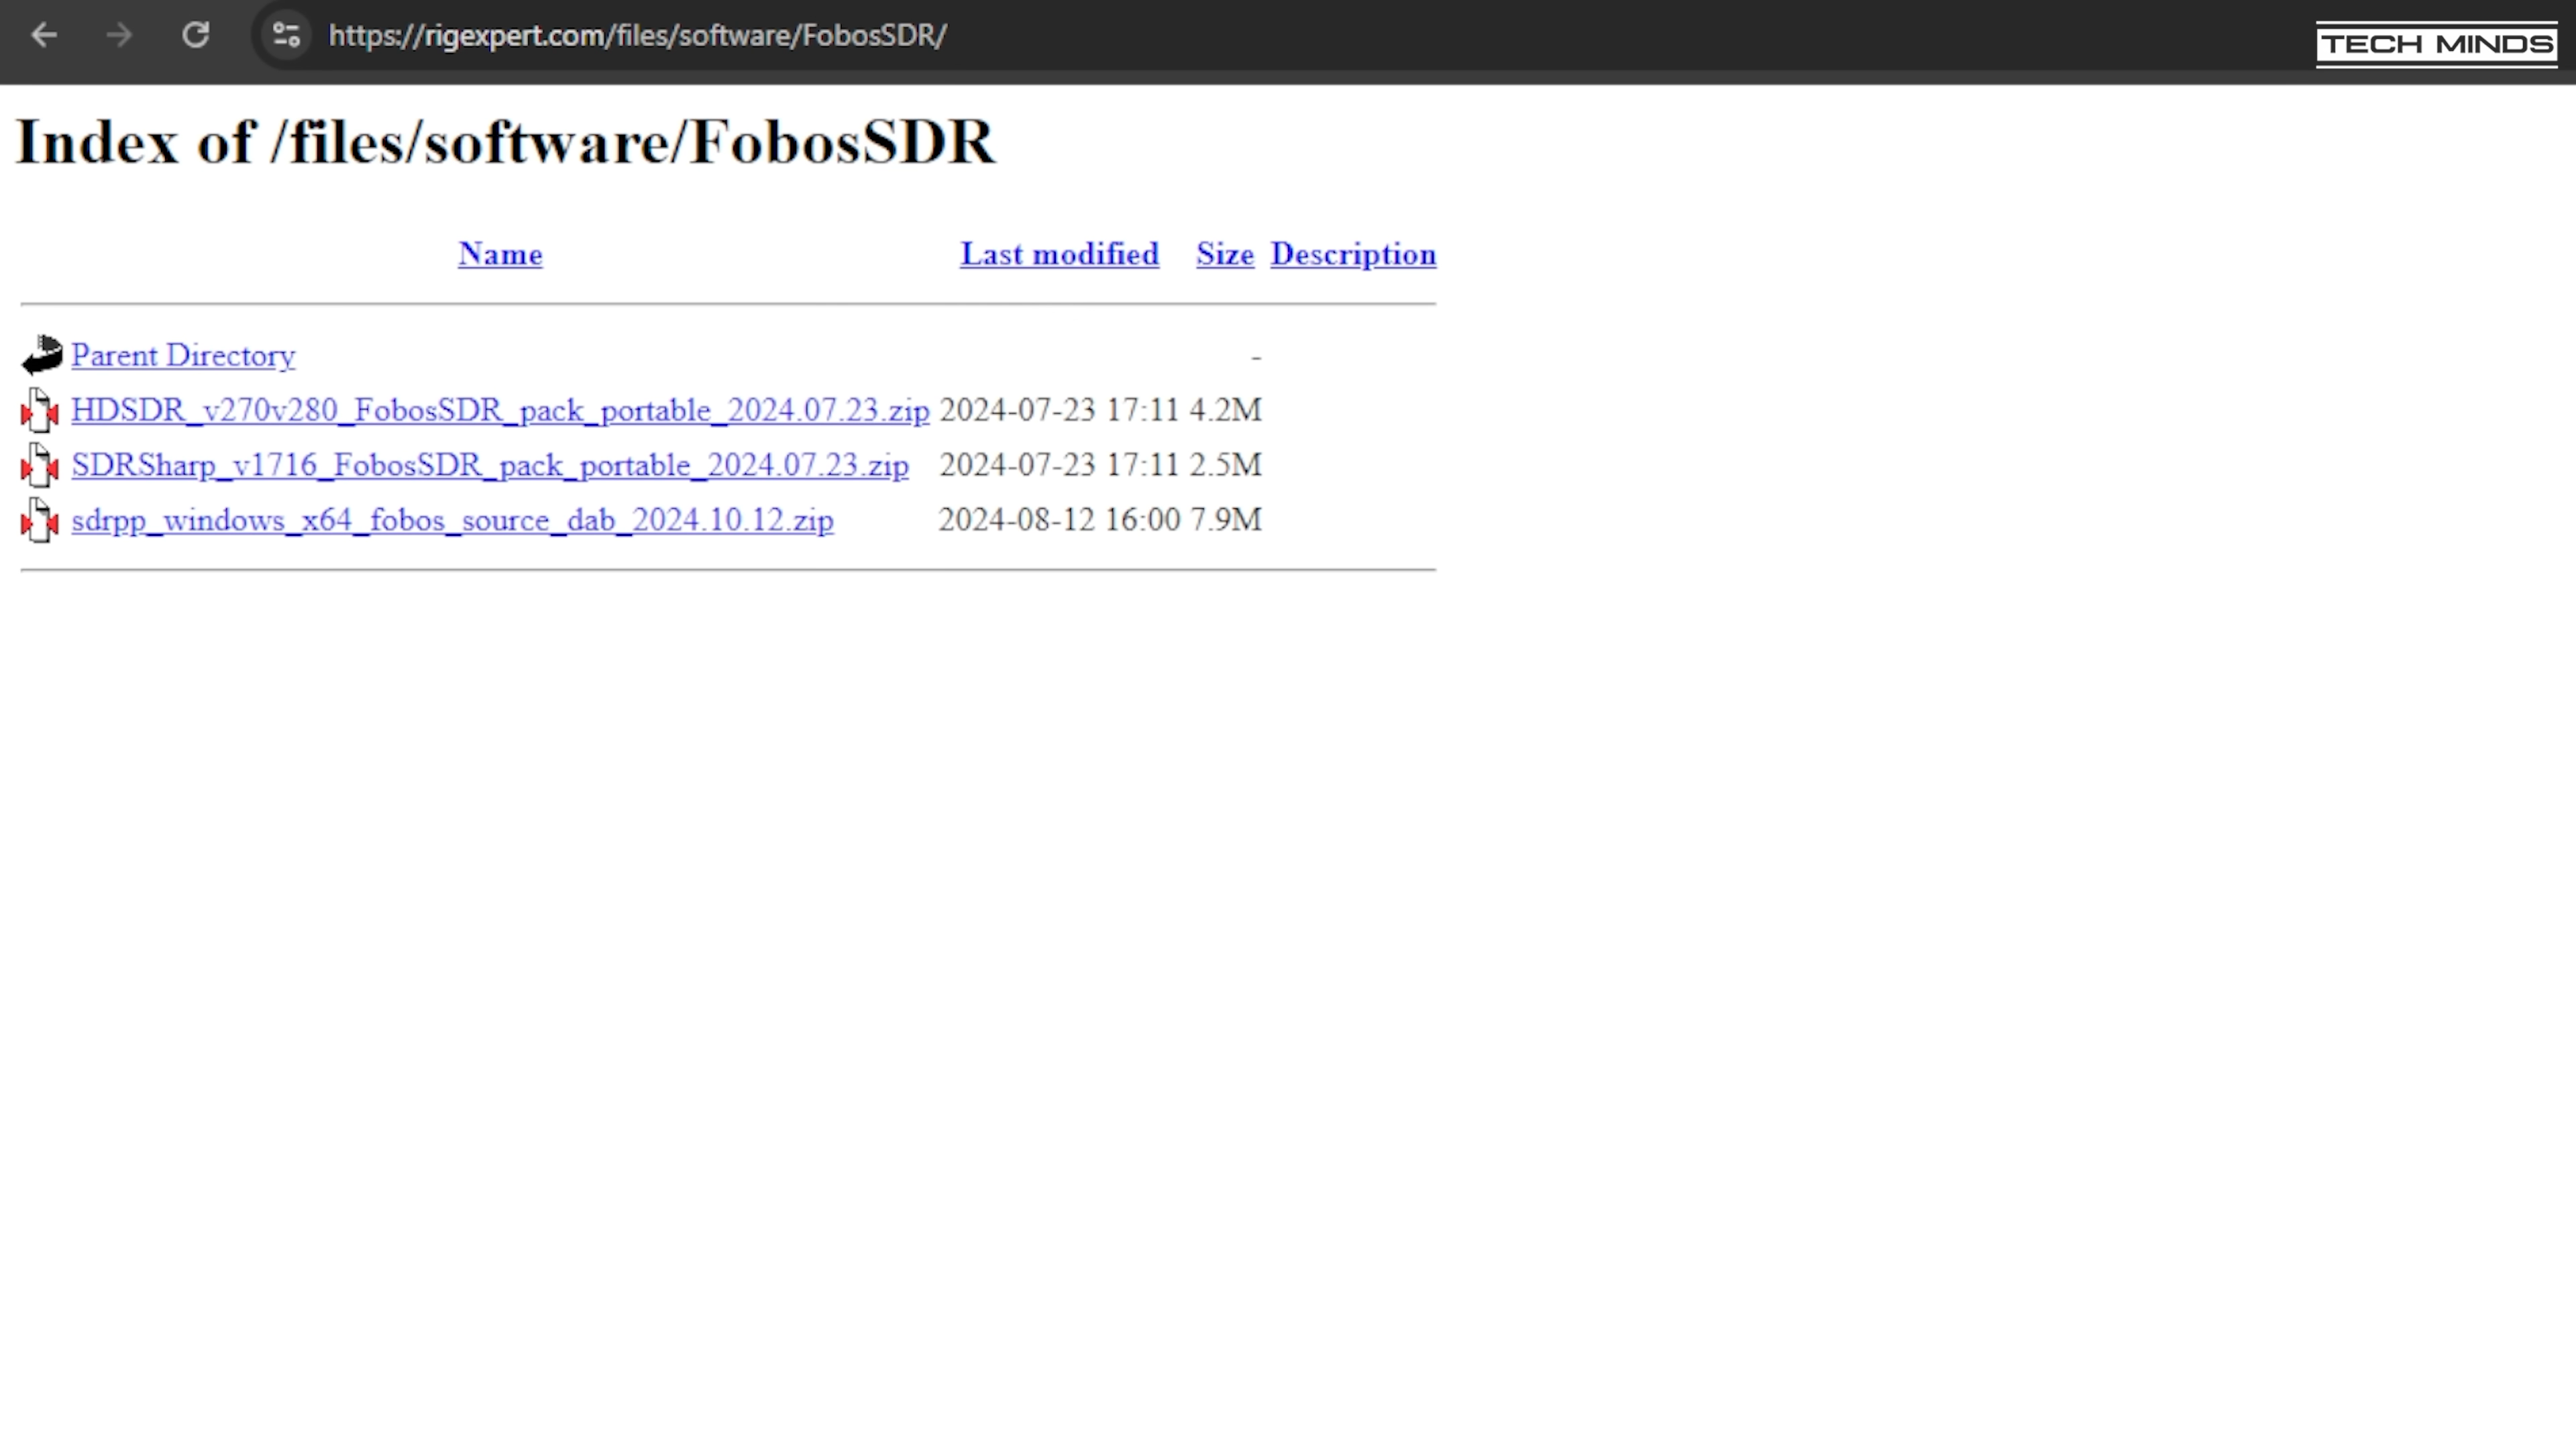 https://rigexpert.com/files/software/FobosSDR/
TECH MINDS
Index of /files/software/FobosSDR
Name Last modified Size Description
Parent Directory -
HDSDR_v270v280_FobosSDR_pack_portable_2024.07.23.zip 2024-07-23 17:11 4.2M
SDRSharp_v1716_FobosSDR_pack_portable_2024.07.23.zip 2024-07-23 17:11 2.5M
sdrpp_windows_x64_fobos_source_dab_2024.10.12.zip 2024-08-12 16:00 7.9M